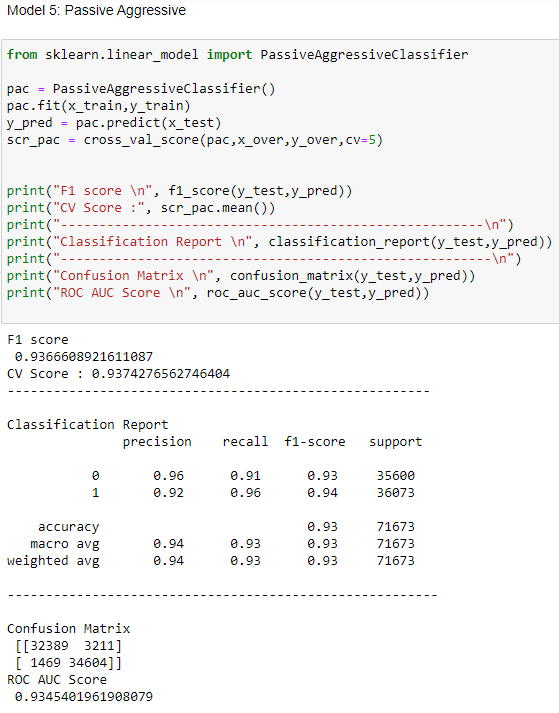 Model 5: Passive Aggressive
from sklearn.linear_model import PassiveAggressiveClassifier
pac = PassiveAggressiveClassifier()
pac.fit(x_train,y_train)
y_pred = pac.predict(x_test)
scr_pac = cross_val_score(pac,x_over,y_over,cv=5)
print("F1 score \n", f1_score(y_test,y_pred))
print("CV Score :", scr_pac.mean())
print("------------------------------------------------------\n")
print("Classification Report \n", classification_report(y_test,y_pred))
print("-------------------------------------------------------\n")
print("Confusion Matrix \n", confusion_matrix(y_test,y_pred))
print("ROC AUC Score \n", roc_auc_score(y_test,y_pred))
F1 score
 0.9366608921611087
CV Score : 0.9374276562746404
------------------------------------------------------
Classification Report
               precision    recall  f1-score   support
           0       0.96      0.91      0.93     35600
           1       0.92      0.96      0.94     36073
    accuracy                           0.93     71673
   macro avg       0.94      0.93      0.93     71673
weighted avg       0.94      0.93      0.93     71673
-------------------------------------------------------
Confusion Matrix
 [[32389  3211]
 [ 1469 34604]]
ROC AUC Score
 0.9345401961908079